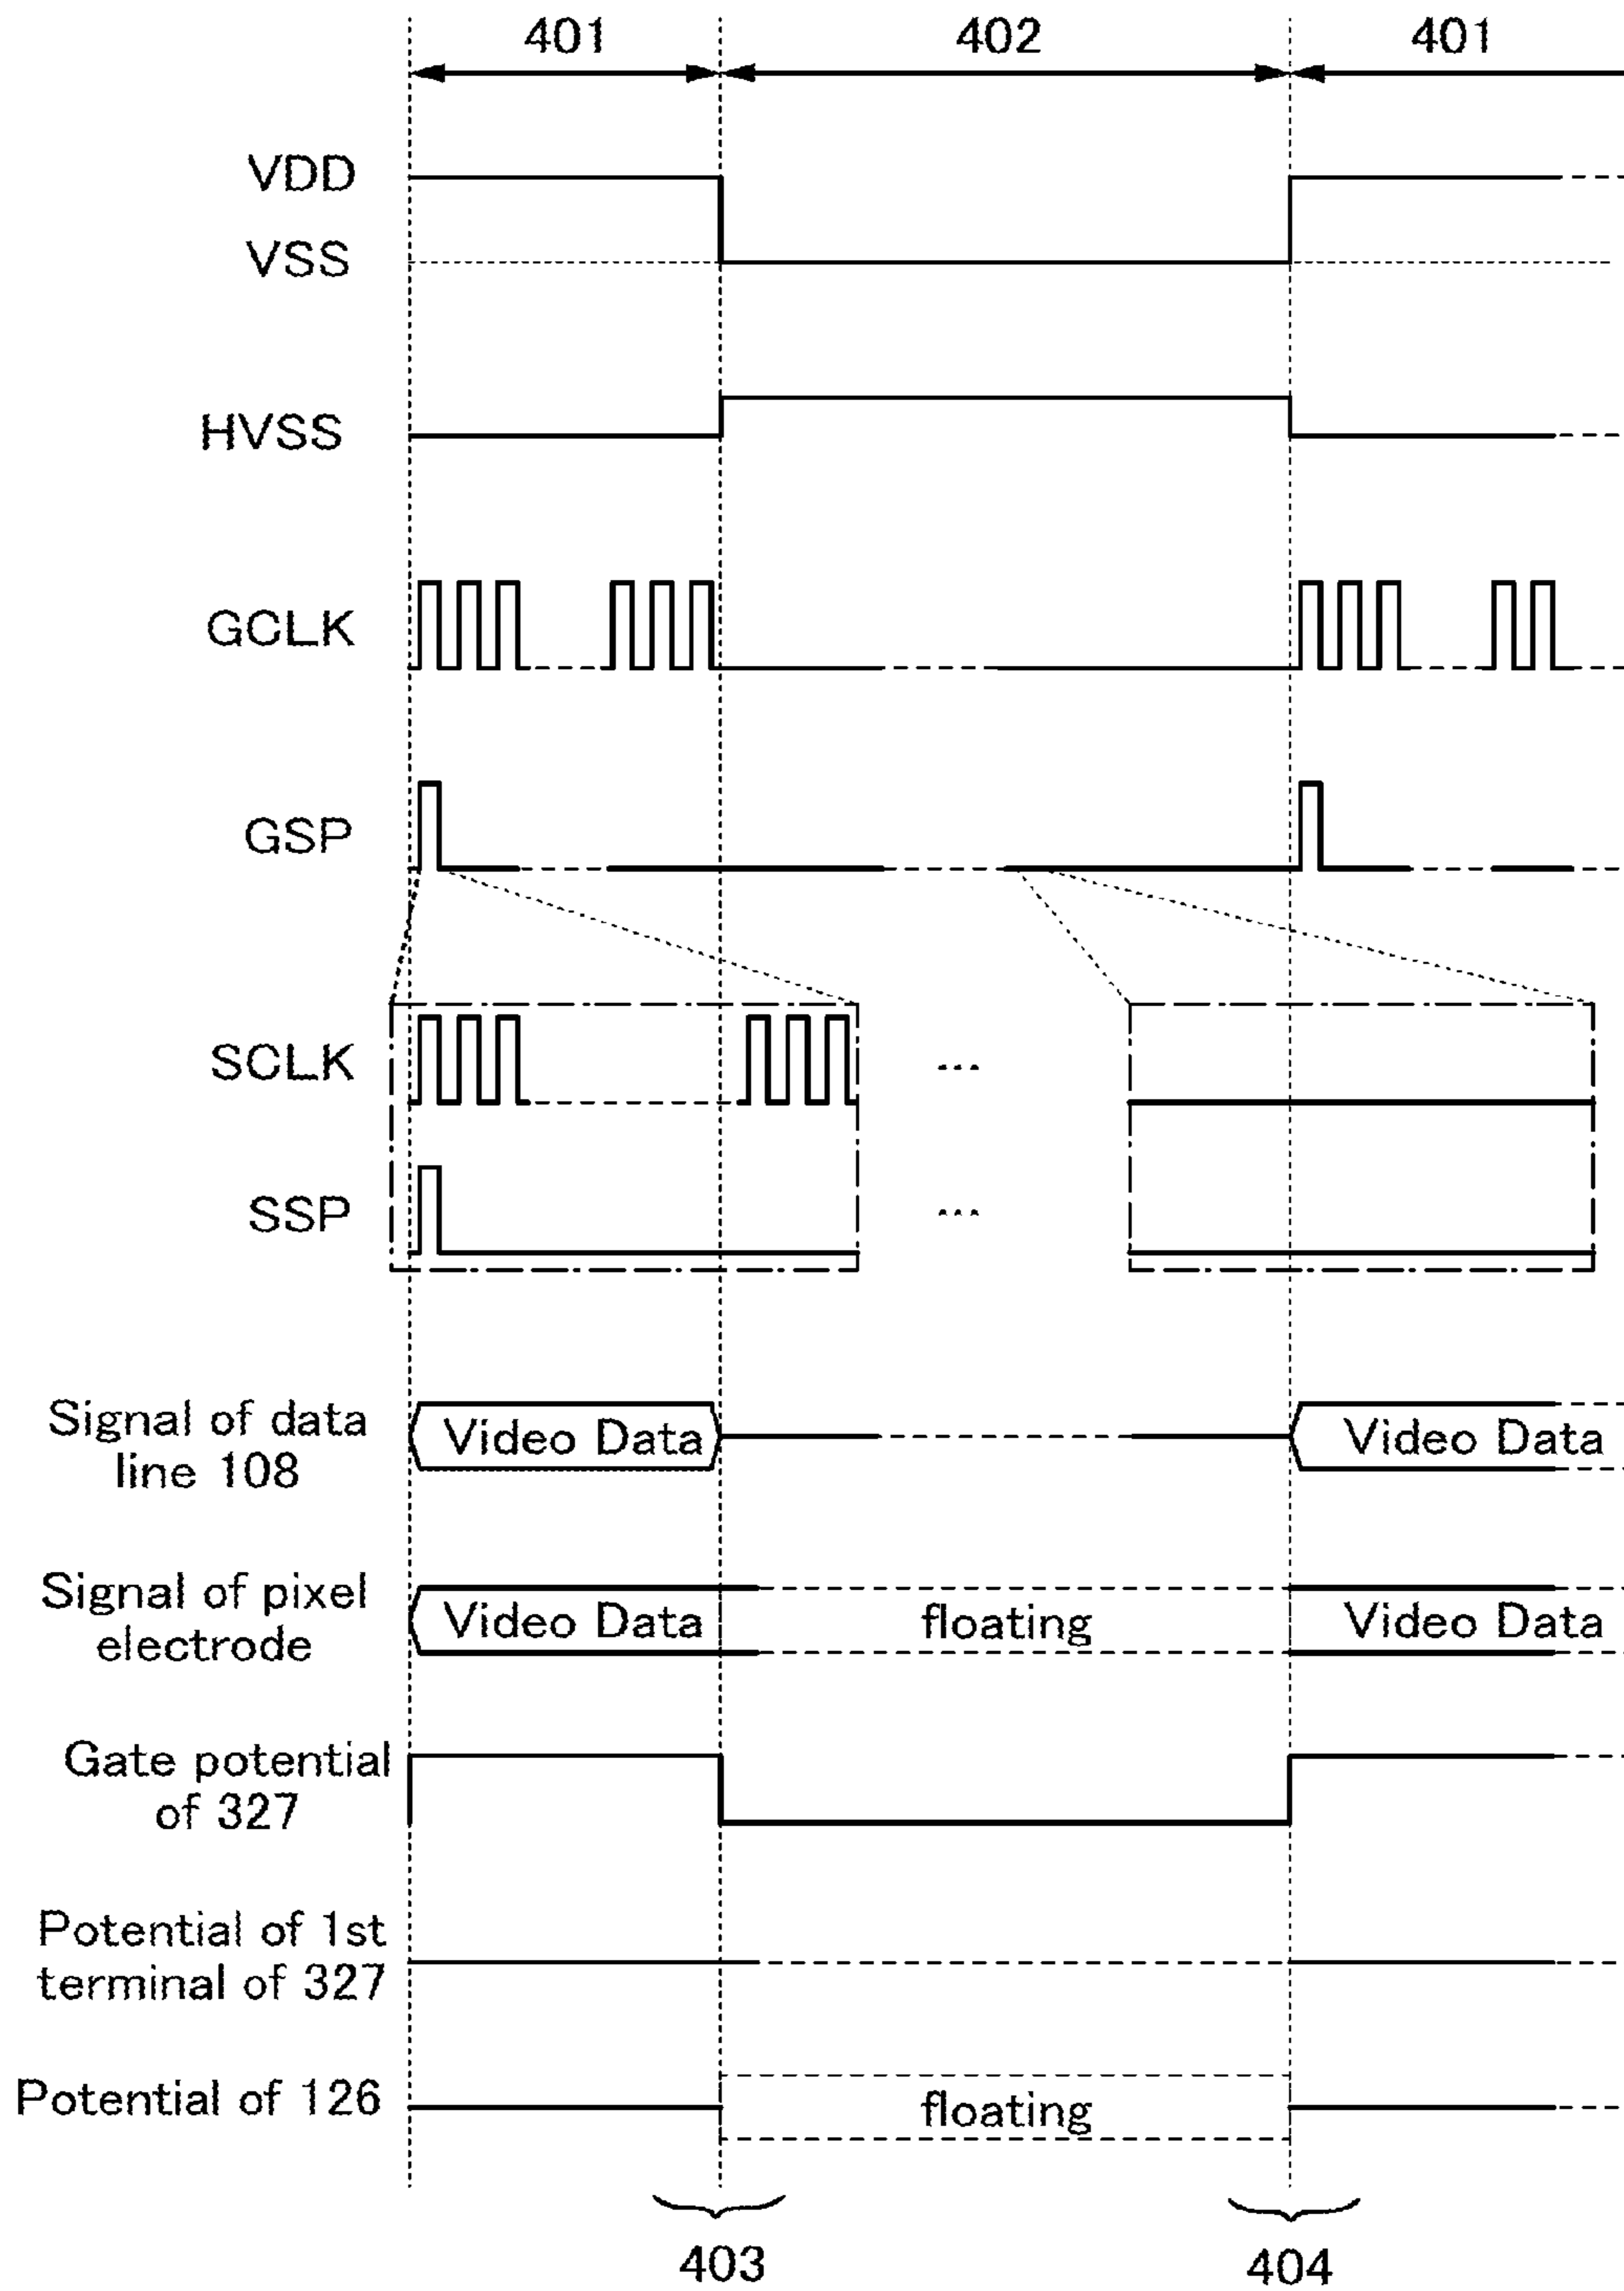 401 402 401
VDD
VSS
HVSS
GCLK
GSP
SCLK ...
SSP ...
Signal of data
line 108
Video Data Video Data
Signal of pixel
electrode
Video Data floating Video Data
Gate potential
of 327
Potential of 1st
terminal of 327
Potential of 126 floating
403 404